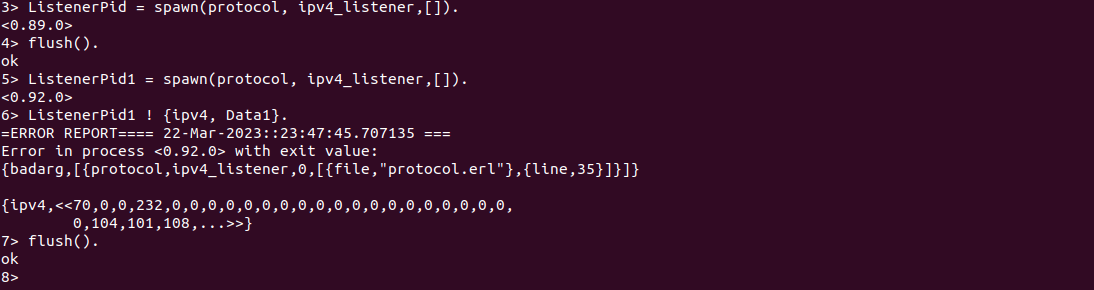 3> ListenerPid = spawn(protocol, ipv4_listener,[]).
<0.89.0>
4> flush().
ok
5> ListenerPid1 = spawn(protocol, ipv4_listener,[]).
<0.92.0>
6> ListenerPid1 ! {ipv4, Data1}.
=ERROR REPORT==== 22-Mar-2023::23:47:45.707135 ===
Error in process <0.92.0> with exit value:
{badarg,[{protocol,ipv4_listener,0,[{file,"protocol.erl"},{line,35}]}]}
{ipv4,<<70,0,0,232,0,0,0,0,0,0,0,0,0,0,0,0,0,0,0,0,0,0,0,
0,104,101,108,...>>}
7> flush().
ok
8>